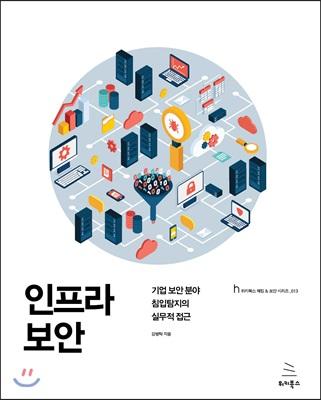 인프라
보안
기업 보안 분야
침입탐지의
실무적 접근
강병탁 지음
h 위키북스 해킹 & 보안 시리즈_013
위키북스